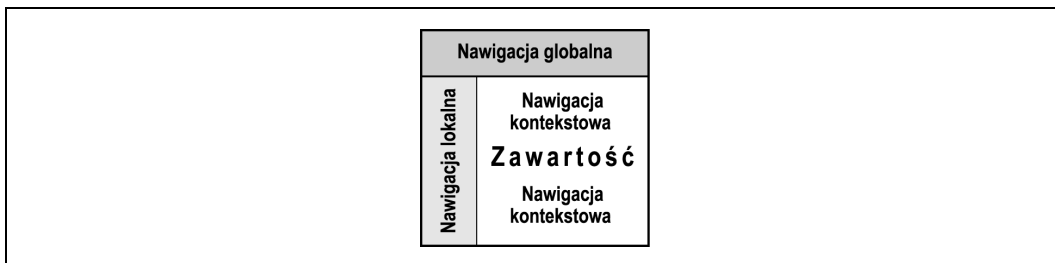 Nawigacja globalna
Nawigacja lokalna
Nawigacja
kontekstowa
Zawartość
Nawigacja
kontekstowa